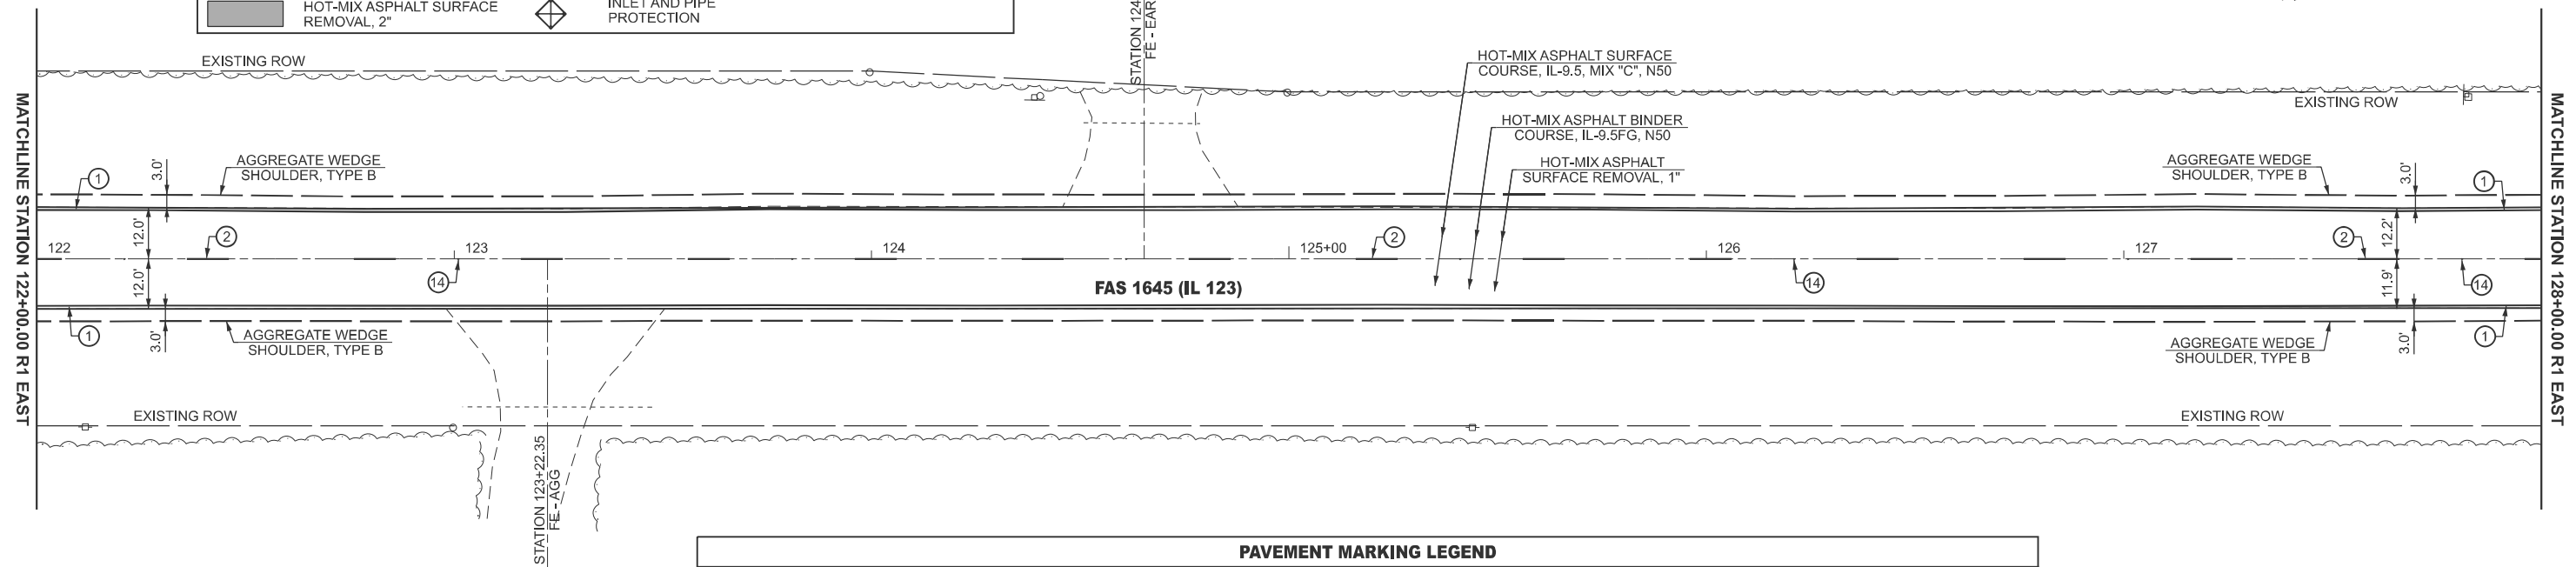 HOT-MIX ASPHALT SURFACE
REMOVAL, 2"
INLET AND PIPE
PROTECTION
STATION 124
FE - EAR
EXISTING ROW
HOT-MIX ASPHALT SURFACE
COURSE, IL-9.5, MIX "C", N50
EXISTING ROW
HOT-MIX ASPHALT BINDER
COURSE, IL-9.5FG, N50
HOT-MIX ASPHALT
SURFACE REMOVAL, 1"
MATCHLINE STATION 122+00.00 R1 EAST
MATCHLINE STATION 128+00.00 R1 EAST
1
3.0'
AGGREGATE WEDGE
SHOULDER, TYPE B
AGGREGATE WEDGE
SHOULDER, TYPE B
3.0'
1
12.0'
2
2
2
12.2'
122
123
124
125+00
126
127
12.0'
14
FAS 1645 (IL 123)
14
11.9'
14
1
3.0'
AGGREGATE WEDGE
SHOULDER, TYPE B
AGGREGATE WEDGE
SHOULDER, TYPE B
3.0'
1
EXISTING ROW
EXISTING ROW
STATION 123+22.35
FE - AGG
PAVEMENT MARKING LEGEND